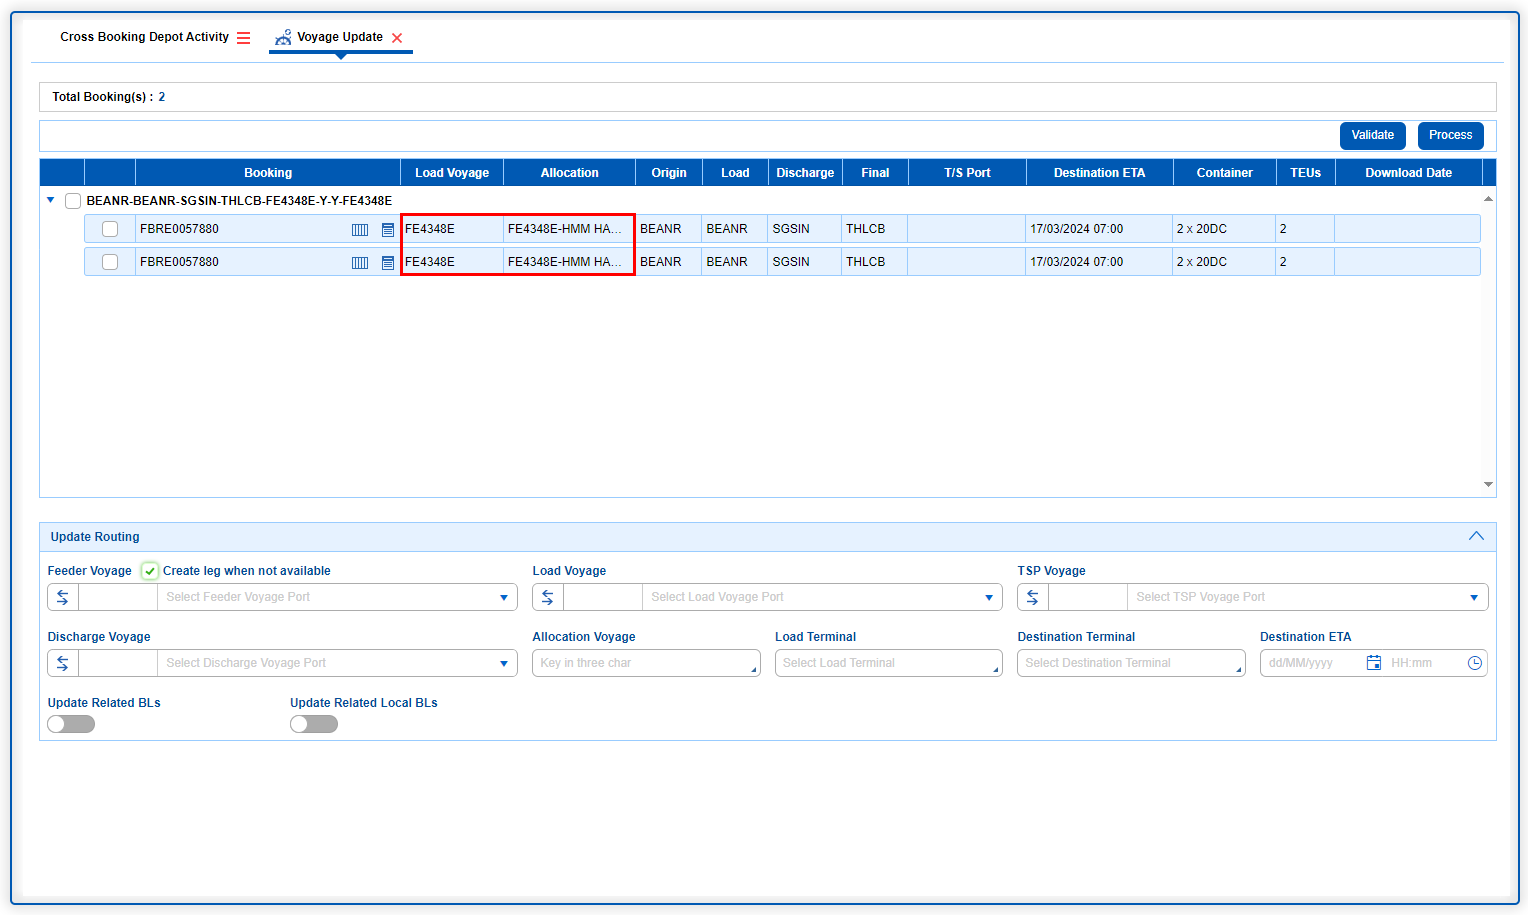 Cross Booking Depot Activity Voyage Update
Total Booking(s) : 2
Validate Process
Booking Load Voyage Allocation Origin Load Discharge Final T/S Port Destination ETA Container TEUs Download Date
BEANR-BEANR-SGSIN-THLCB-FE4348E-Y-Y-FE4348E
FBRE0057880 FE4348E FE4348E-HMM HA... BEANR BEANR SGSIN THLCB 17/03/2024 07:00 2 x 20DC 2
FBRE0057880 FE4348E FE4348E-HMM HA... BEANR BEANR SGSIN THLCB 17/03/2024 07:00 2 x 20DC 2
Update Routing
Feeder Voyage Create leg when not available Load Voyage TSP Voyage
Select Feeder Voyage Port Select Load Voyage Port Select TSP Voyage Port
Discharge Voyage Allocation Voyage Load Terminal Destination Terminal Destination ETA
Select Discharge Voyage Port Key in three char Select Load Terminal Select Destination Terminal dd/MM/yyyy HH:mm
Update Related BLs Update Related Local BLs